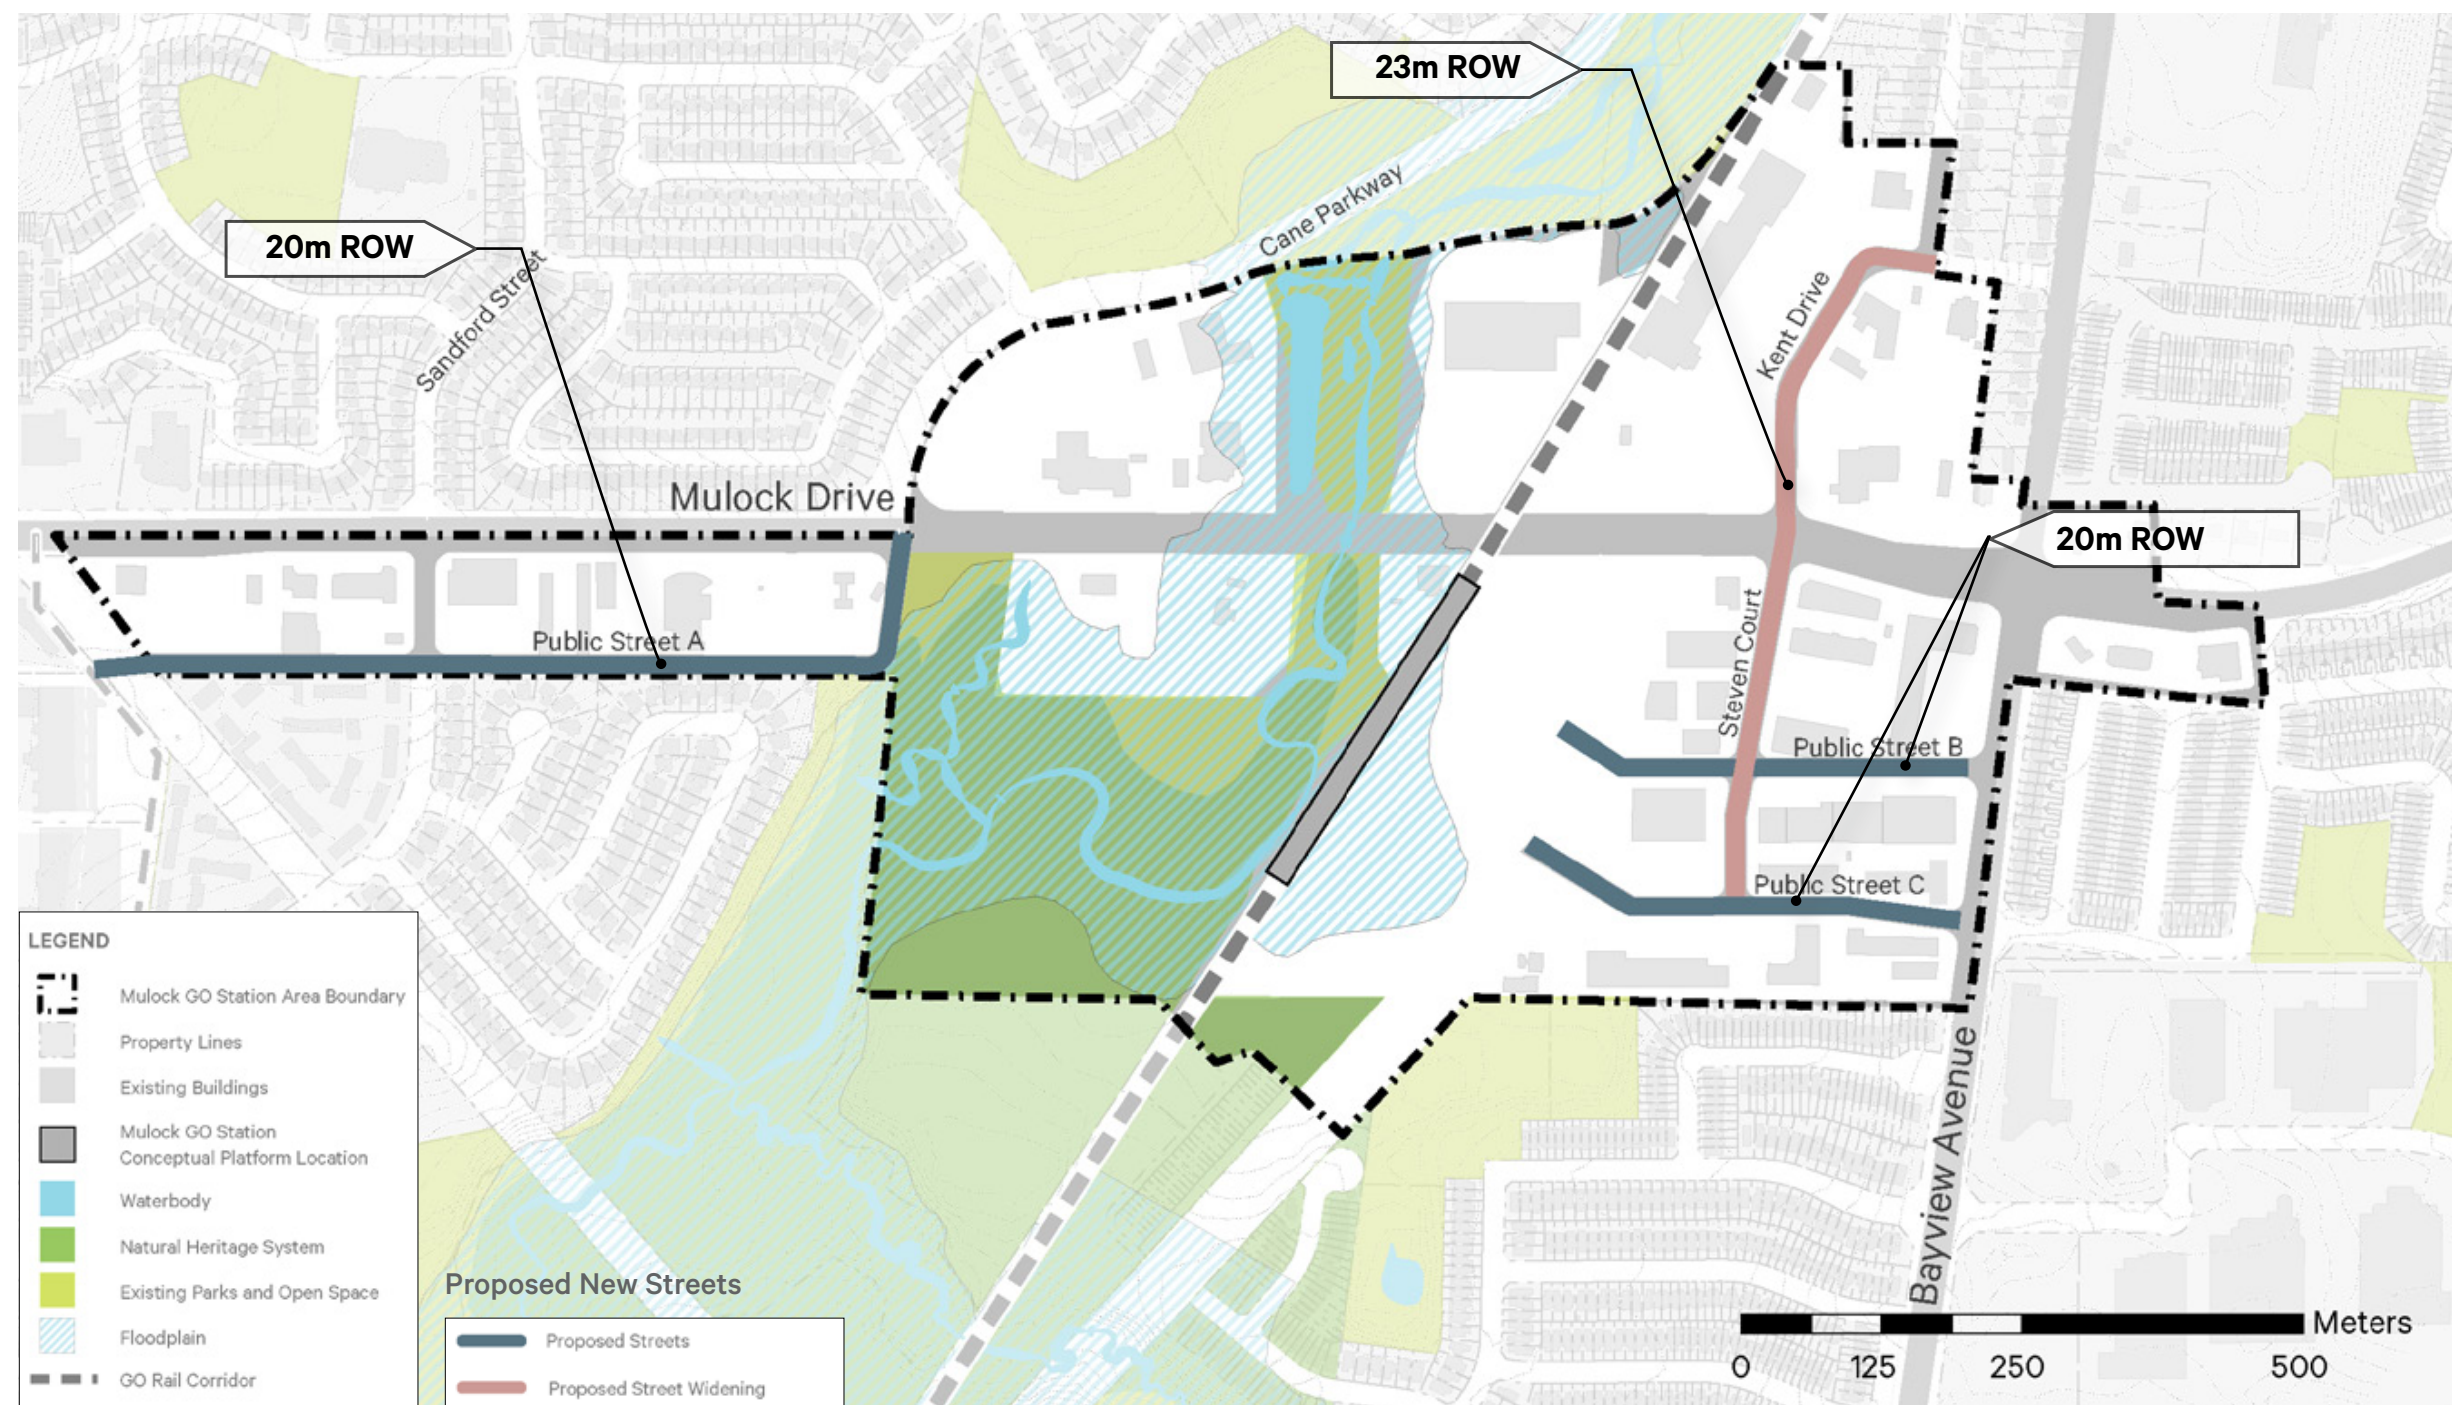 23m ROW
20m ROW
Cane Parkway
Sandford Street
Kent Drive
Mulock Drive
20m ROW
Public Street A
Steven Court
Public Street B
Public Street C
Bayview Avenue
LEGEND
Mulock GO Station Area Boundary
Property Lines
Existing Buildings
Mulock GO Station
Conceptual Platform Location
Waterbody
Natural Heritage System
Existing Parks and Open Space
Floodplain
GO Rail Corridor
Proposed New Streets
Proposed Streets
Proposed Street Widening
Meters
0 125 250 500